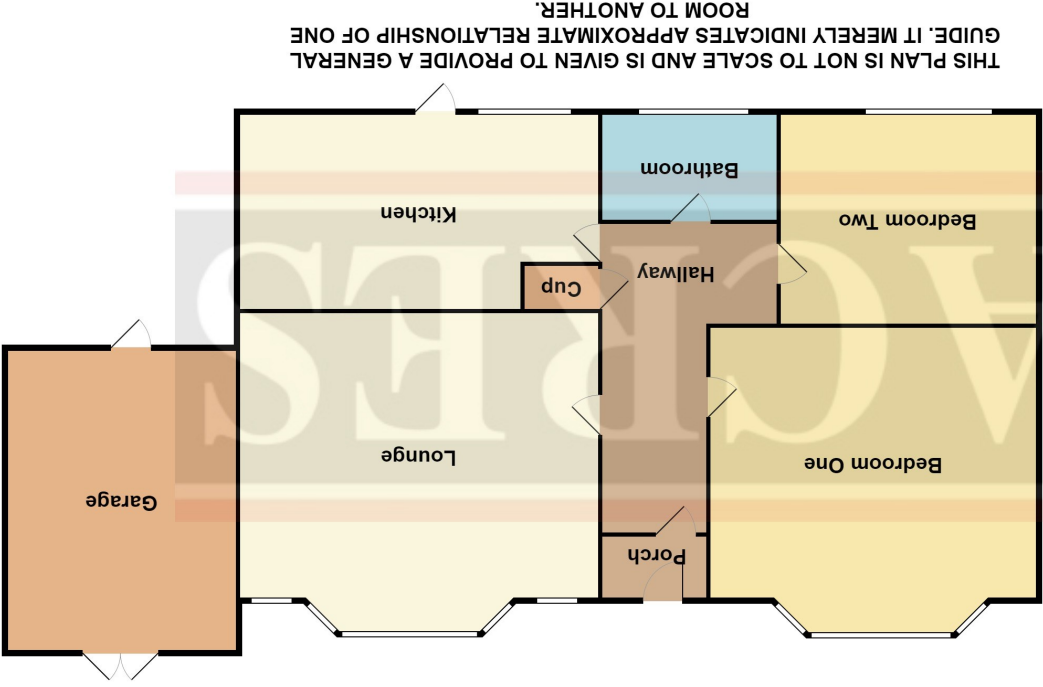 Porch
Garage
Bedroom One
Lounge
ACRES
Cup
Hallway
Bedroom Two
Kitchen
Bathroom
THIS PLAN IS NOT TO SCALE AND IS GIVEN TO PROVIDE A GENERAL
GUIDE. IT MERELY INDICATES APPROXIMATE RELATIONSHIP OF ONE
ROOM TO ANOTHER.